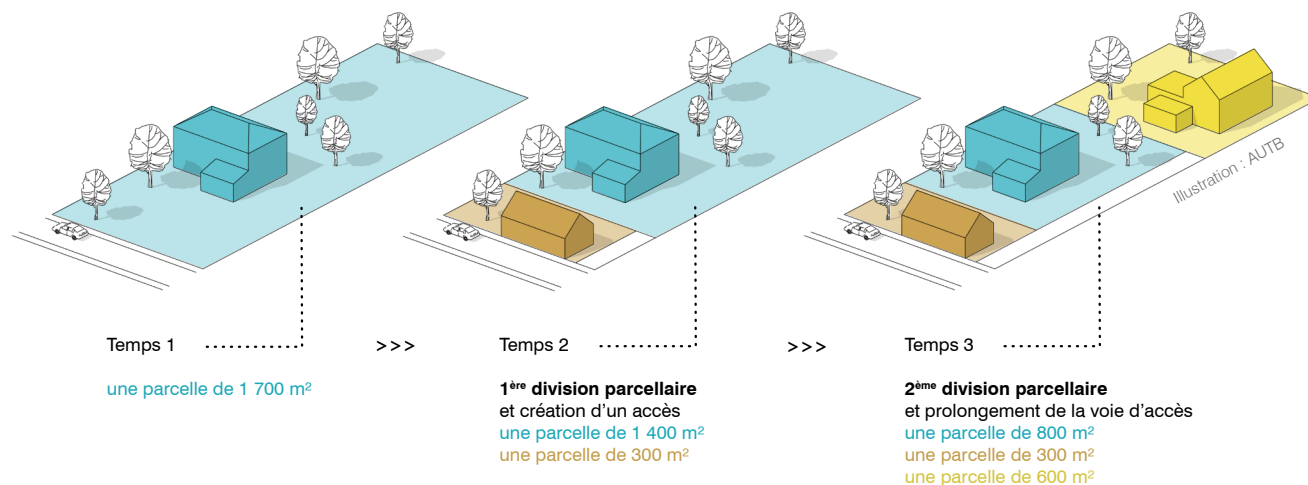 Illustration : AUTB
Temps 1
>>>
Temps 2
>>>
Temps 3
une parcelle de 1 700 m²
1ère division parcellaire
et création d'un accès
une parcelle de 1 400 m²
une parcelle de 300 m²
2ème division parcellaire
et prolongement de la voie d'accès
une parcelle de 800 m²
une parcelle de 300 m²
une parcelle de 600 m²